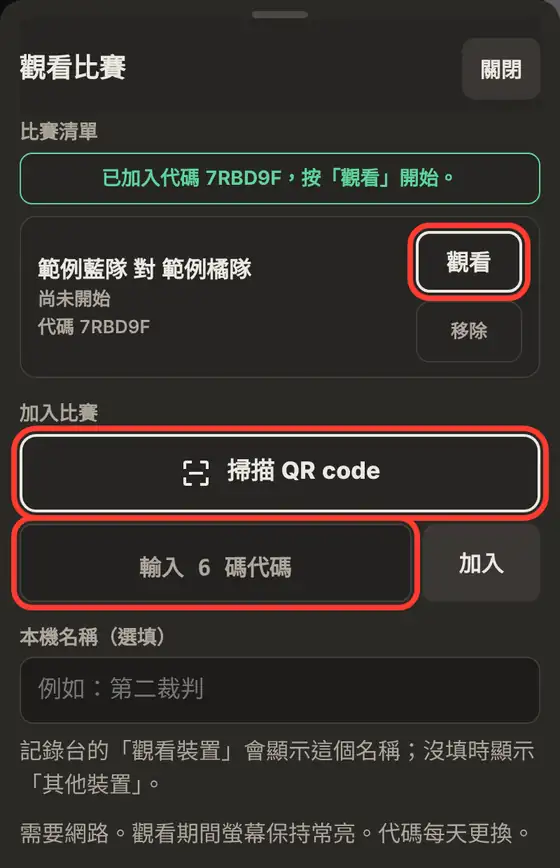 觀看比賽
關閉
比賽清單
已加入代碼 7RBD9F，按「觀看」開始。
範例藍隊 對 範例橘隊
尚未開始
代碼 7RBD9F
觀看
移除
加入比賽
掃描 QR code
輸入 6 碼代碼
加入
本機名稱（選填）
例如：第二裁判
記錄台的「觀看裝置」會顯示這個名稱；沒填時顯示
「其他裝置」。
需要網路。觀看期間螢幕保持常亮。代碼每天更換。